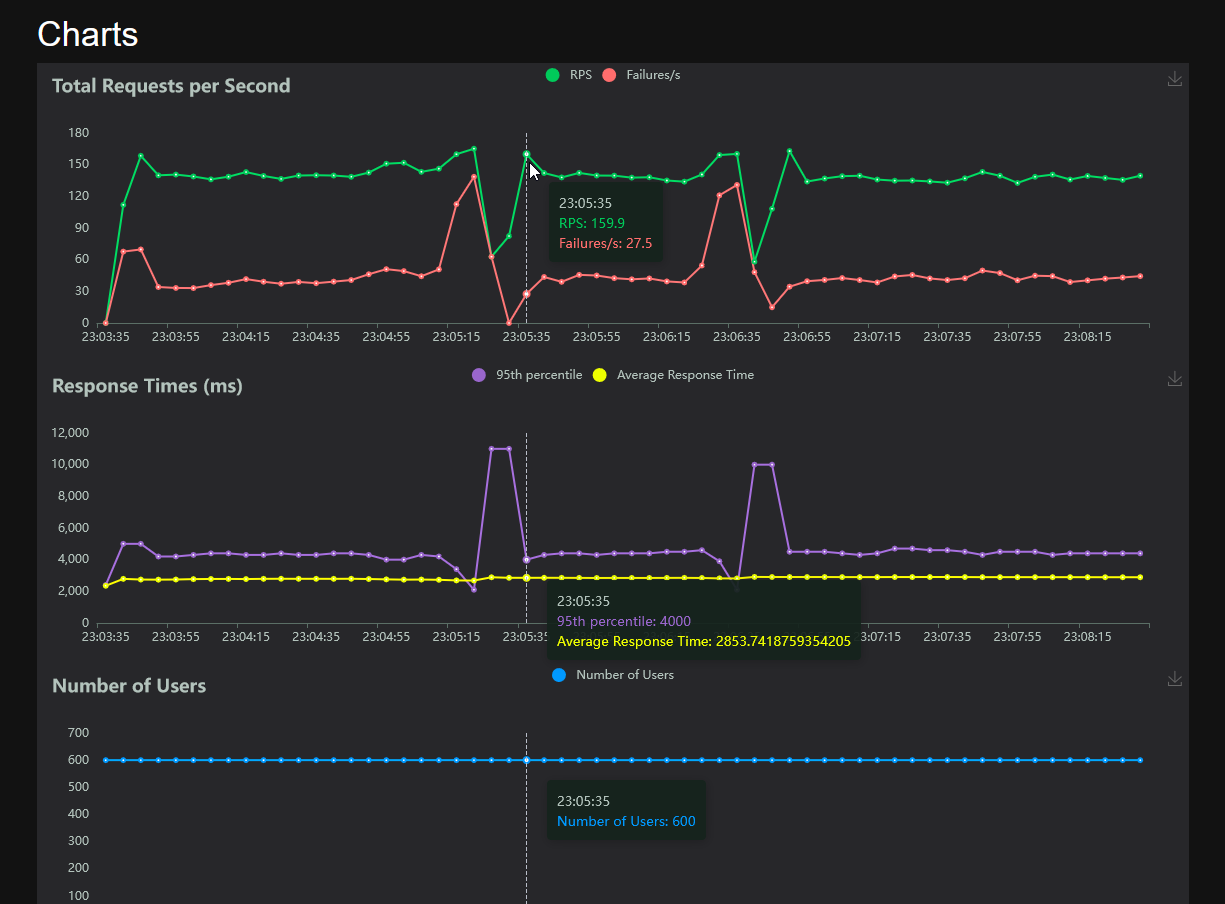 Charts
Total Requests per Second
RPS Failures/s
180
150
120
90
60
30
0
23:05:35
RPS: 159.9
Failures/s: 27.5
23:03:35 23:03:55 23:04:15 23:04:35 23:04:55 23:05:15 23:05:35 23:05:55 23:06:15 23:06:35 23:06:55 23:07:15 23:07:35 23:07:55 23:08:15
Response Times (ms)
95th percentile Average Response Time
12,000
10,000
8,000
6,000
4,000
2,000
0
23:03:35 23:03:55 23:04:15 23:04:35 23:04:55 23:05:15 23:05:35 :07:15 23:07:35 23:07:55 23:08:15
23:05:35
95th percentile: 4000
Average Response Time: 2853.7418759354205
Number of Users
Number of Users
700
600
500
400
300
200
100
23:05:35
Number of Users: 600